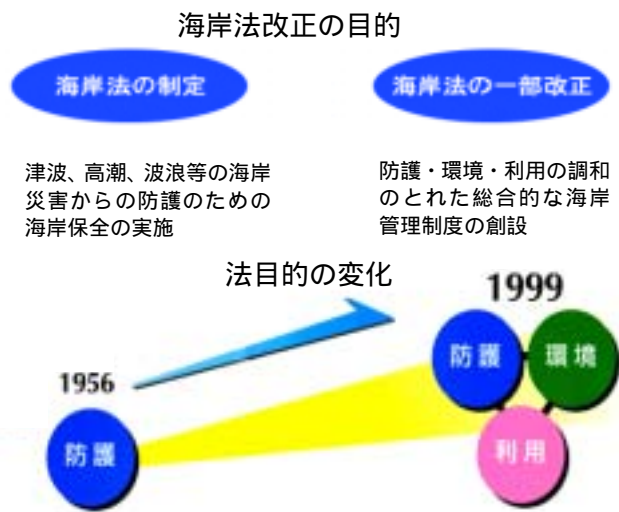 海岸法改正の目的
海岸法の制定
海岸法の一部改正
津波、高潮、波浪等の海岸
災害からの防護のための
海岸保全の実施
防護・環境・利用の調和
のとれた総合的な海岸
管理制度の創設
法目的の変化
1999
防護
環境
利用
1956
防護